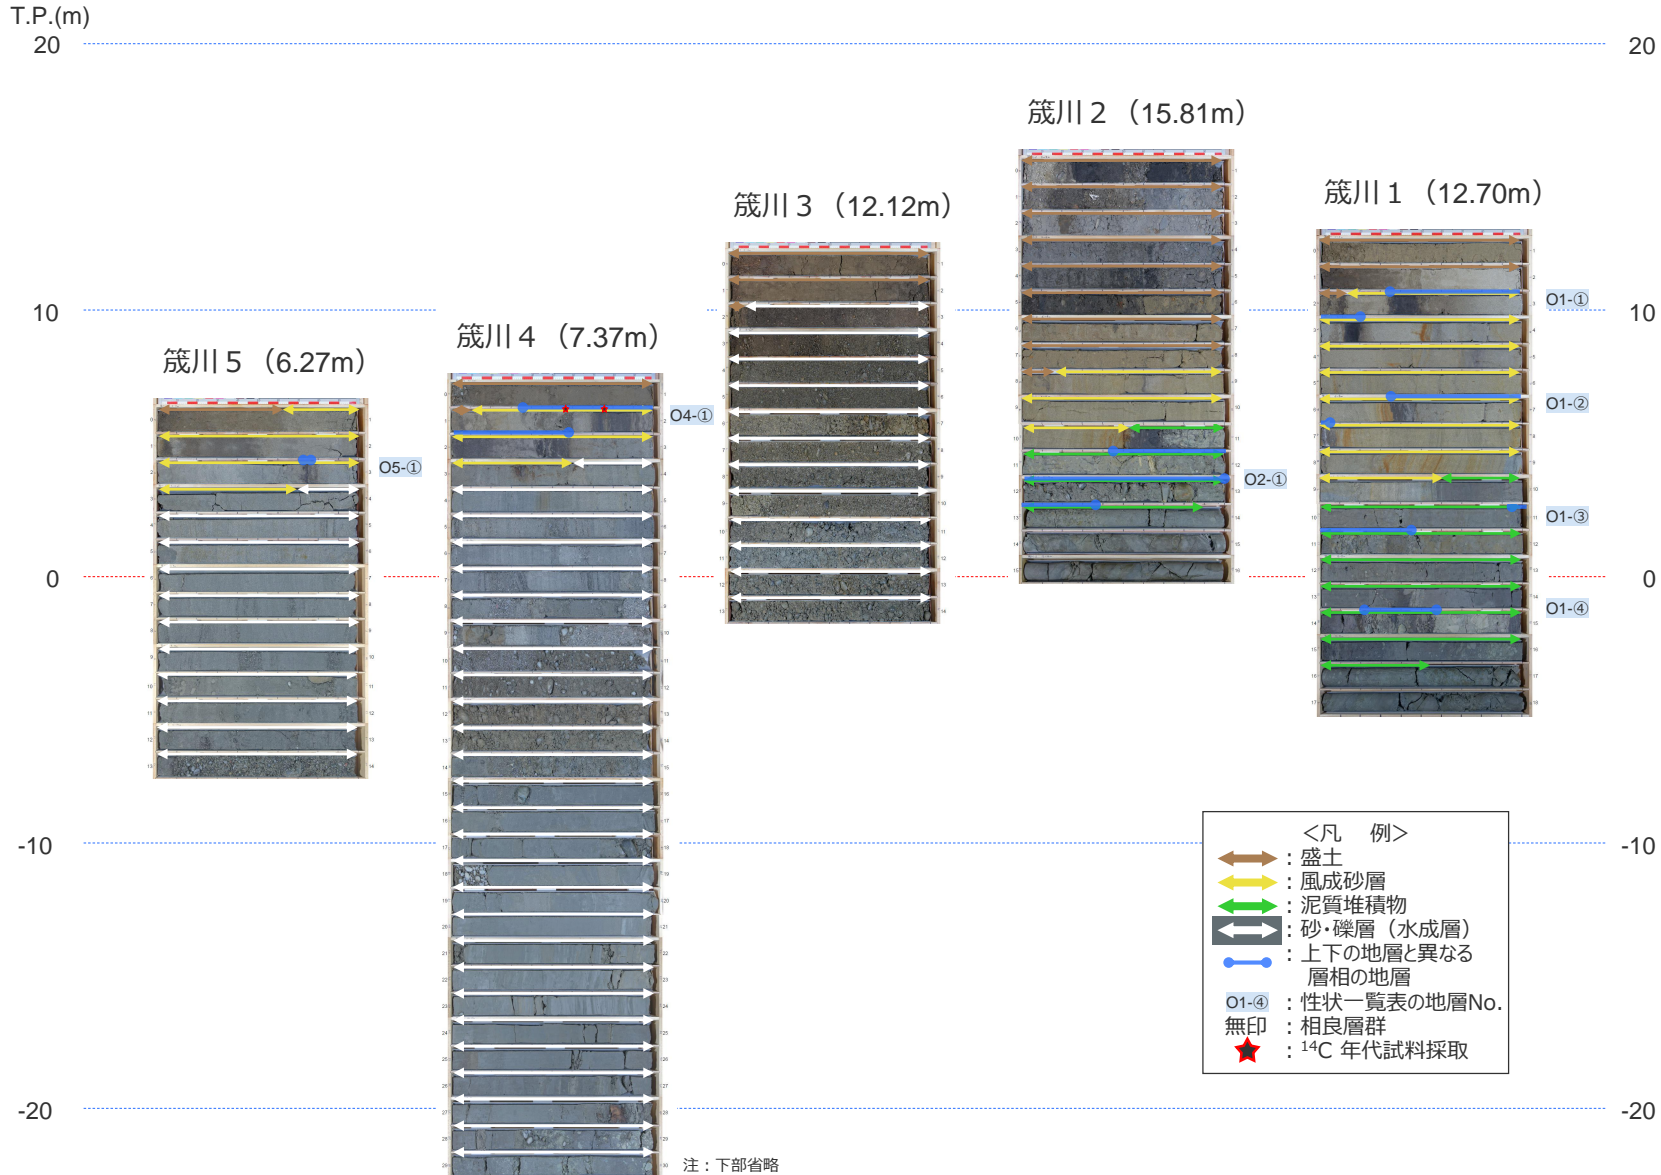 T.P.(m)
20
20
筬川２ （15.81m）
筬川３ （12.12m）
筬川１ （12.70m）
O1-①
10
10
筬川４ （7.37m）
筬川５ （6.27m）
O1-②
O4-①
O5-①
O2-①
O1-③
0
0
O1-④
-10
-10
<凡　例>
：盛土
：風成砂層
：泥質堆積物
：砂・礫層（水成層）
：上下の地層と異なる
層相の地層
O1-④ ：性状一覧表の地層No.
無印 ：相良層群
：14C 年代試料採取
-20
-20
注：下部省略